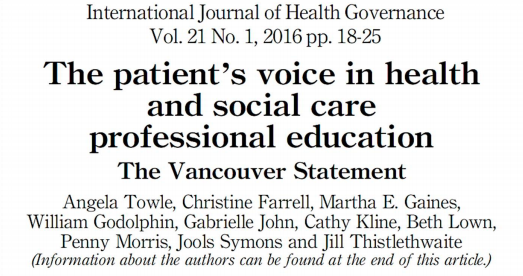 International Journal of Health Governance
Vol. 21 No. 1, 2016 pp. 18-25
The patient's voice in health
and social care
professional education
The Vancouver Statement
Angela Towle, Christine Farrell, Martha E. Gaines,
William Godolphin, Gabrielle John, Cathy Kline, Beth Lown,
Penny Morris, Jools Symons and Jill Thistlethwaite
(Information about the authors can be found at the end of this article.)